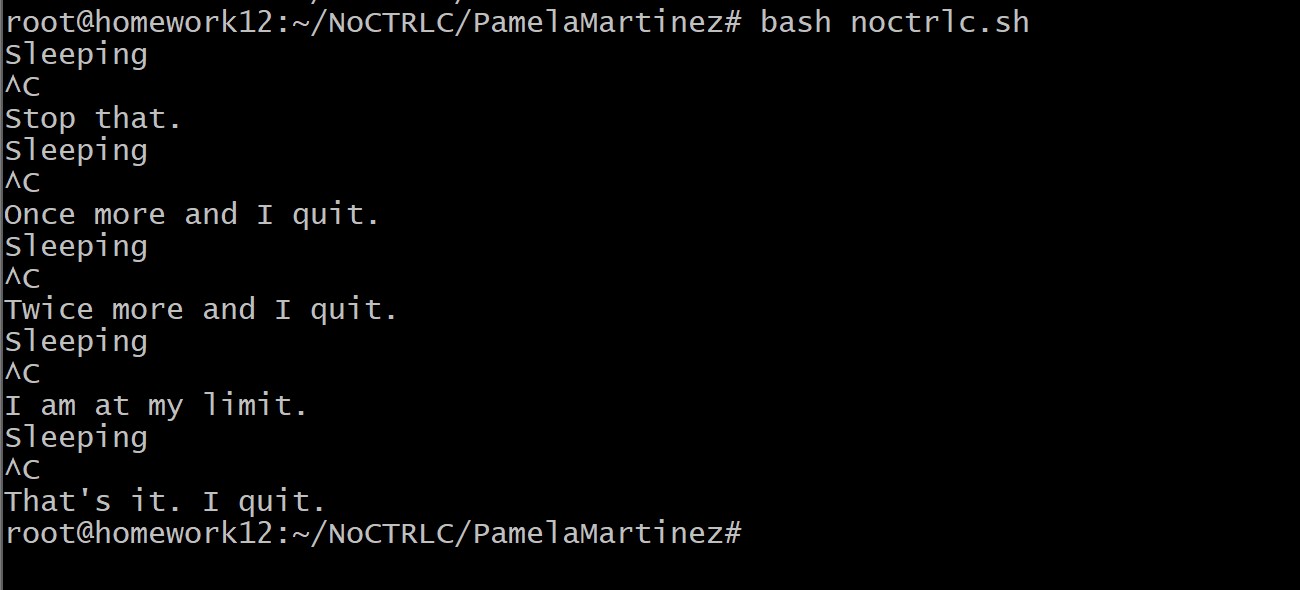 root@homework12:~/NoCTRLC/PamelaMartinez# bash noctrlc.sh
Sleeping
^C
Stop that.
Sleeping
^C
Once more and I quit.
Sleeping
^C
Twice more and I quit.
Sleeping
^C
I am at my limit.
Sleeping
^C
That's it. I quit.
root@homework12:~/NoCTRLC/PamelaMartinez#